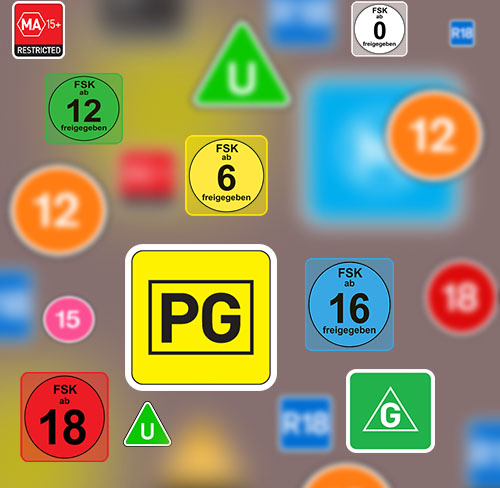 MA 15+
RESTRICTED
FSK
ab
0
freigegeben
R18
R18
U
FSK
ab
12
freigegeben
12
FSK
ab
6
freigegeben
12
PG
FSK
ab
16
freigegeben
18
15
FSK
ab
18
U
R18
G